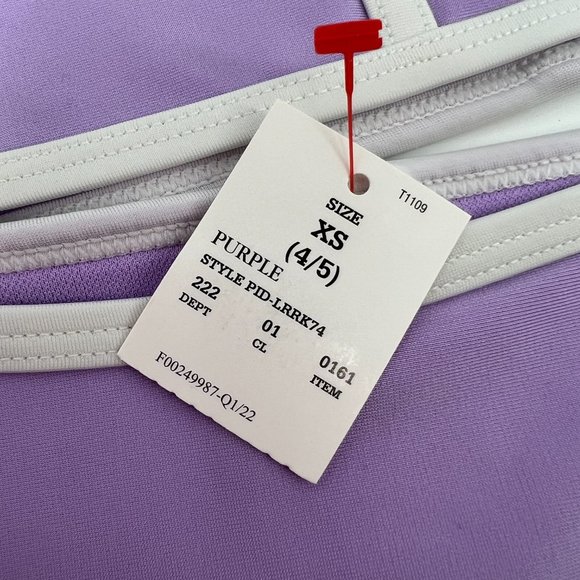 T1109
SIZE
XS
(4/5)
PURPLE
STYLE PID-LRRK74
222 01 0161
DEPT CL ITEM
F00249987-Q1/22